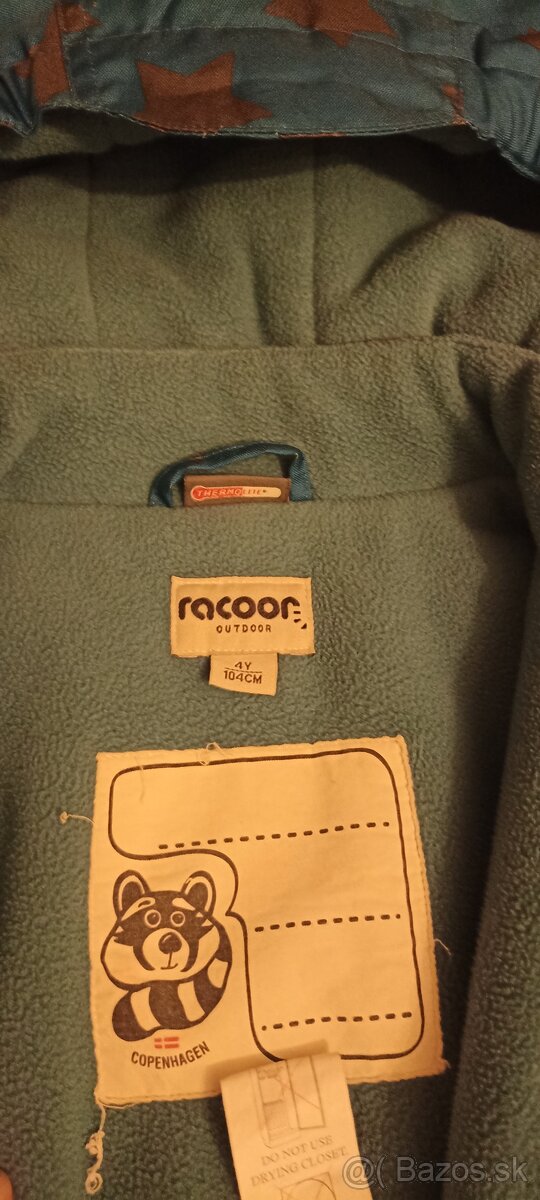 THERMOLITE
racoon
OUTDOOR
4Y
104CM
COPENHAGEN
DO NOT USE
DRYING CLOSET
@( Bazos.sk